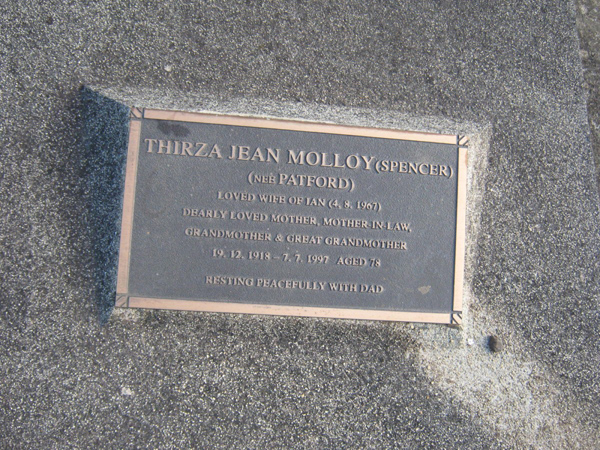 THIRZA JEAN MOLLOY (SPENCER)
(NEÈ PATFORD)
LOVED WIFE OF IAN (4. 8. 1967)
DEARLY LOVED MOTHER, MOTHER-IN-LAW,
GRANDMOTHER & GREAT GRANDMOTHER
19. 12. 1918 – 7. 7. 1997 AGED 78
RESTING PEACEFULLY WITH DAD